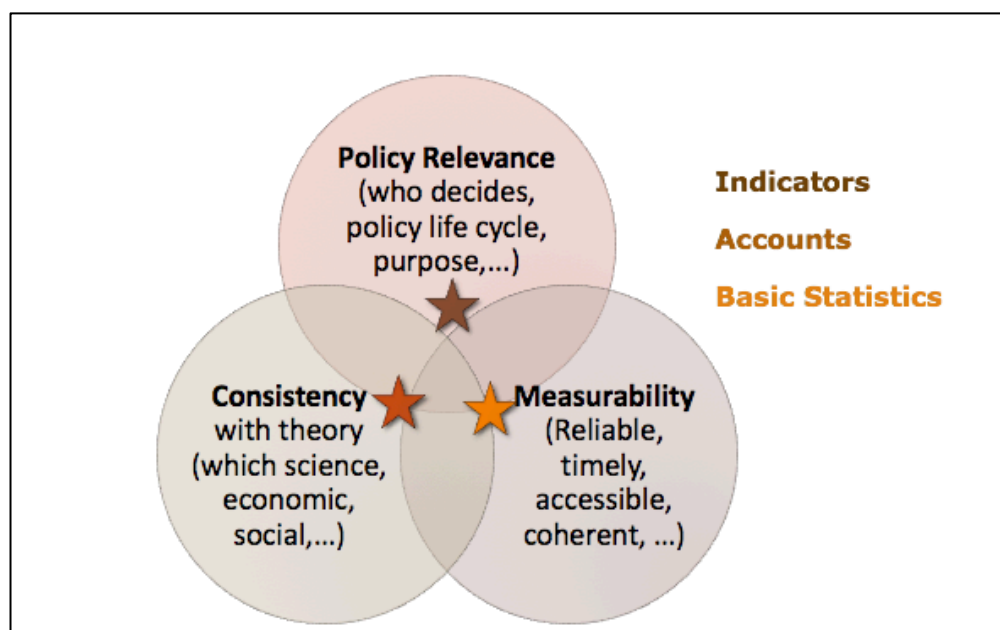 Policy Relevance
(who decides,
policy life cycle,
purpose,...)
Indicators
Accounts
Basic Statistics
Consistency
with theory
(which science,
economic,
social,...)
Measurability
(Reliable,
timely,
accessible,
coherent, ...)